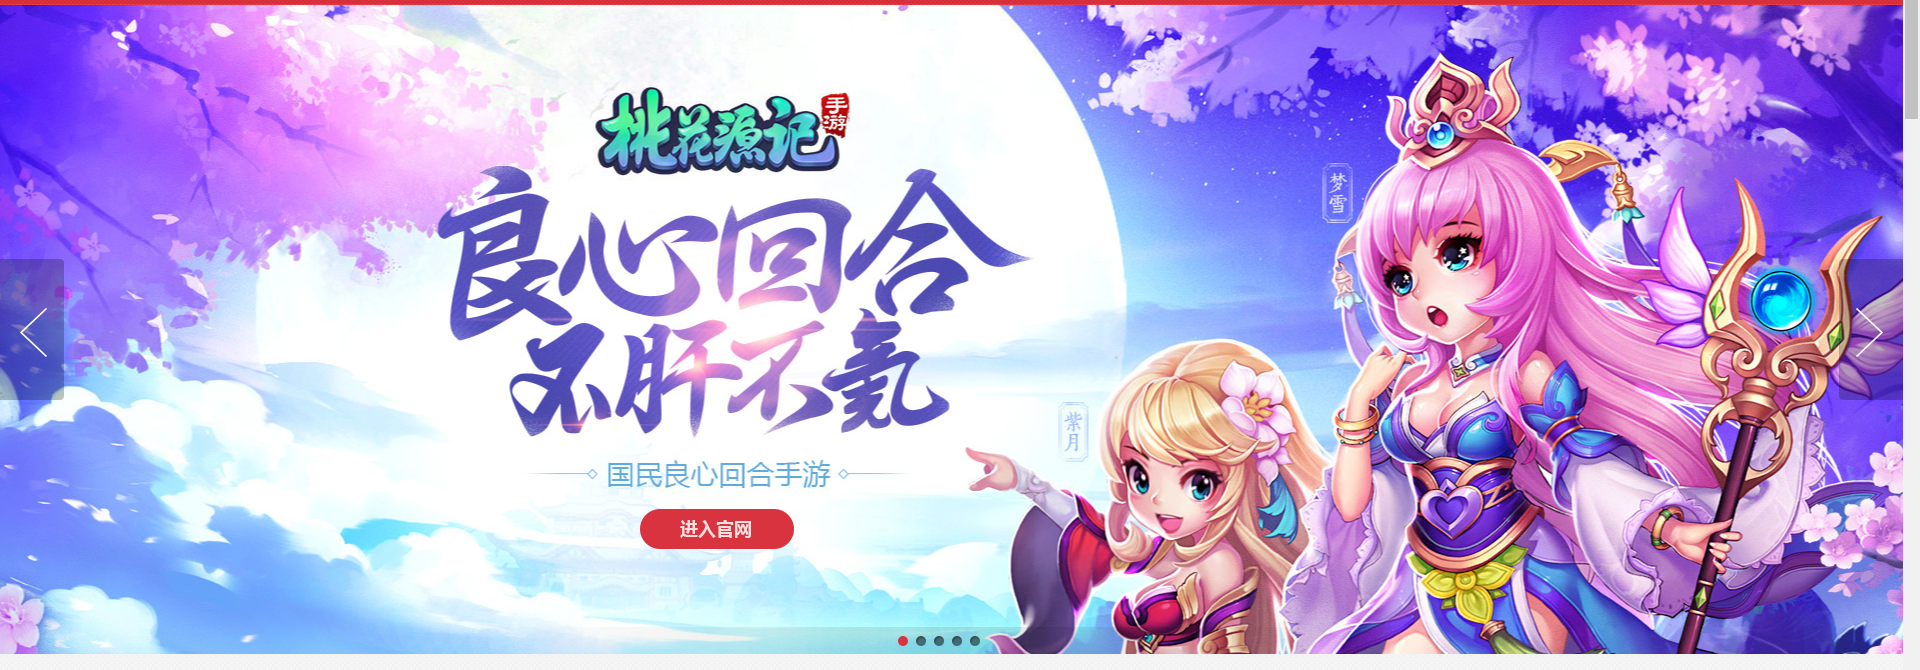 桃花源记
手游
良心回合
不肝不氪
国民良心回合手游
进入官网
梦雪
紫月